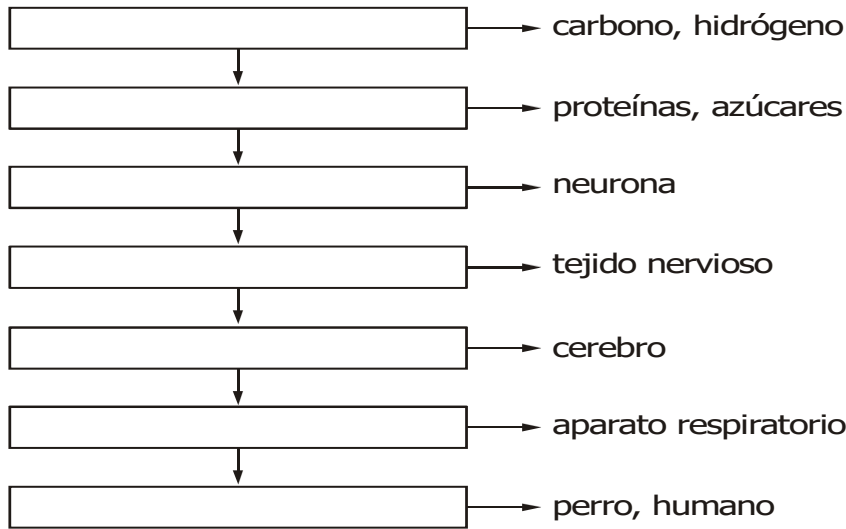 carbono, hidrógeno
proteínas, azúcares
neurona
tejido nervioso
cerebro
aparato respiratorio
perro, humano